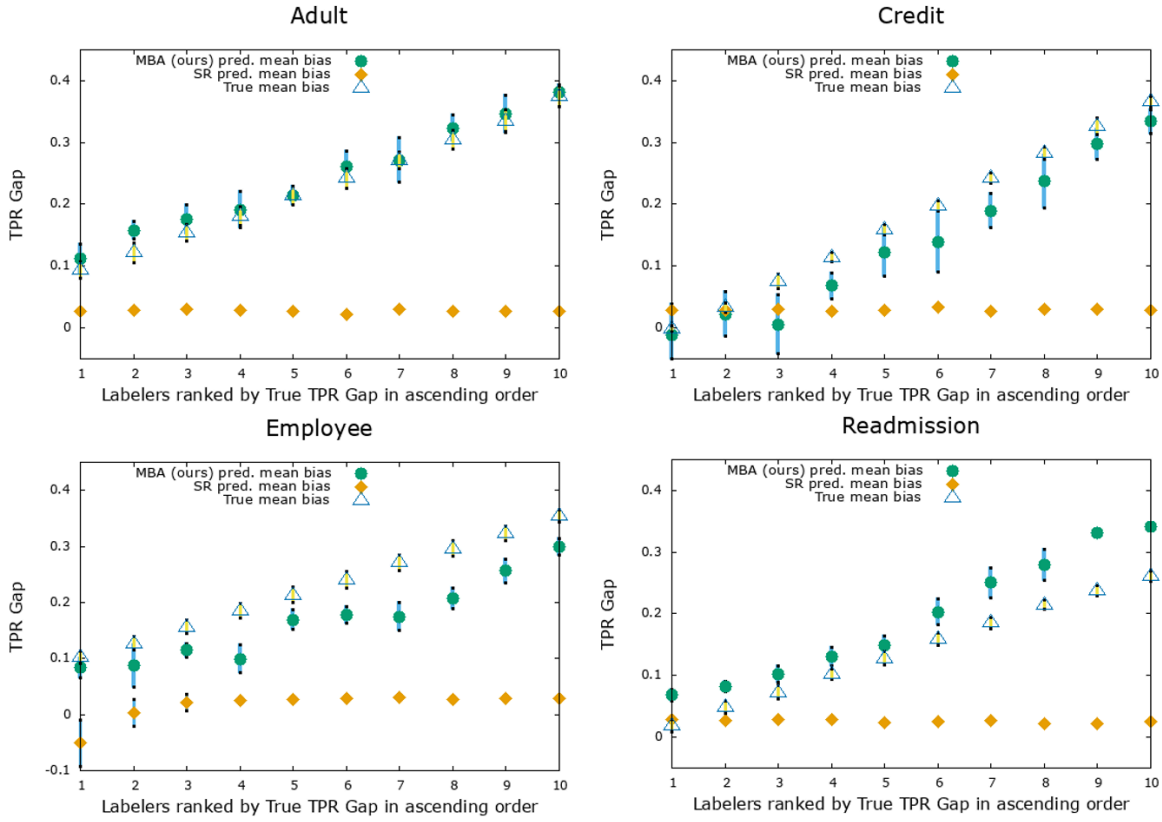 Adult
MBA (ours) pred. mean bias
SR pred. mean bias
True mean bias
TPR Gap
0.4
0.3
0.2
0.1
0
1 2 3 4 5 6 7 8 9 10
Labelers ranked by True TPR Gap in ascending order
Credit
MBA (ours) pred. mean bias
SR pred. mean bias
True mean bias
TPR Gap
0.4
0.3
0.2
0.1
0
1 2 3 4 5 6 7 8 9 10
Labelers ranked by True TPR Gap in ascending order
Employee
MBA (ours) pred. mean bias
SR pred. mean bias
True mean bias
TPR Gap
0.4
0.3
0.2
0.1
0
-0.1
1 2 3 4 5 6 7 8 9 10
Labelers ranked by True TPR Gap in ascending order
Readmission
MBA (ours) pred. mean bias
SR pred. mean bias
True mean bias
TPR Gap
0.4
0.3
0.2
0.1
0
1 2 3 4 5 6 7 8 9 10
Labelers ranked by True TPR Gap in ascending order